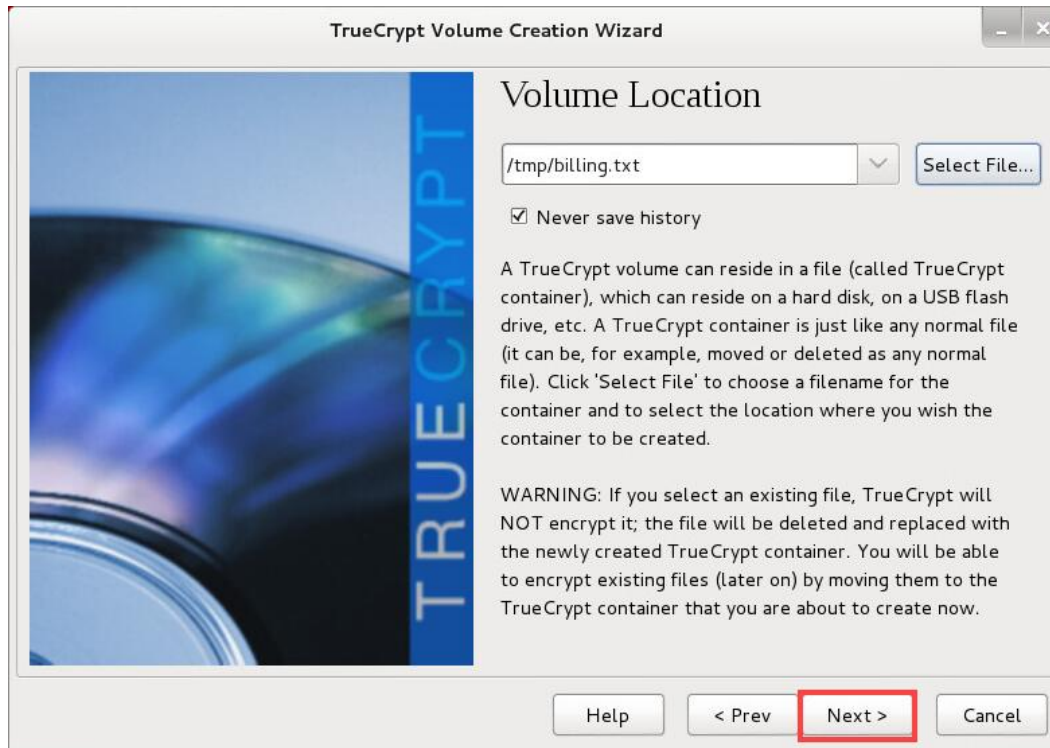 TrueCrypt Volume Creation Wizard
TRUECRYPT
Volume Location
/tmp/billing.txt
Select File...
Never save history
A TrueCrypt volume can reside in a file (called TrueCrypt
container), which can reside on a hard disk, on a USB flash
drive, etc. A TrueCrypt container is just like any normal file
(it can be, for example, moved or deleted as any normal
file). Click 'Select File' to choose a filename for the
container and to select the location where you wish the
container to be created.
WARNING: If you select an existing file, TrueCrypt will
NOT encrypt it; the file will be deleted and replaced with
the newly created TrueCrypt container. You will be able
to encrypt existing files (later on) by moving them to the
TrueCrypt container that you are about to create now.
Help
< Prev
Next >
Cancel